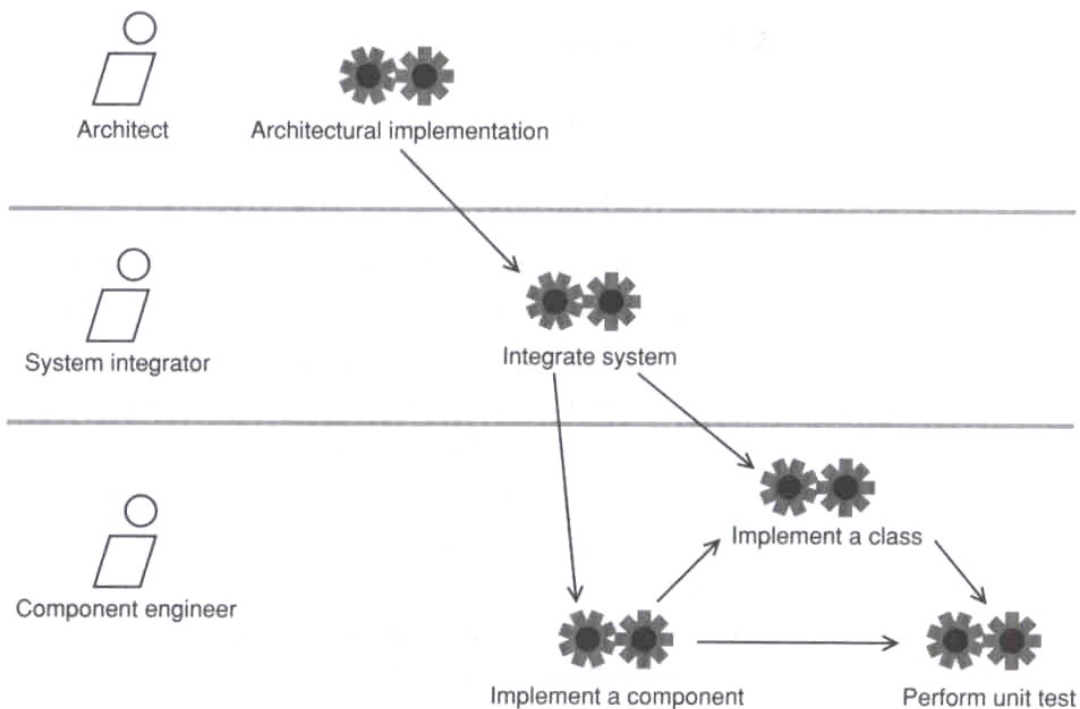 Architect
Architectural implementation
System integrator
Integrate system
Component engineer
Implement a class
Implement a component
Perform unit test